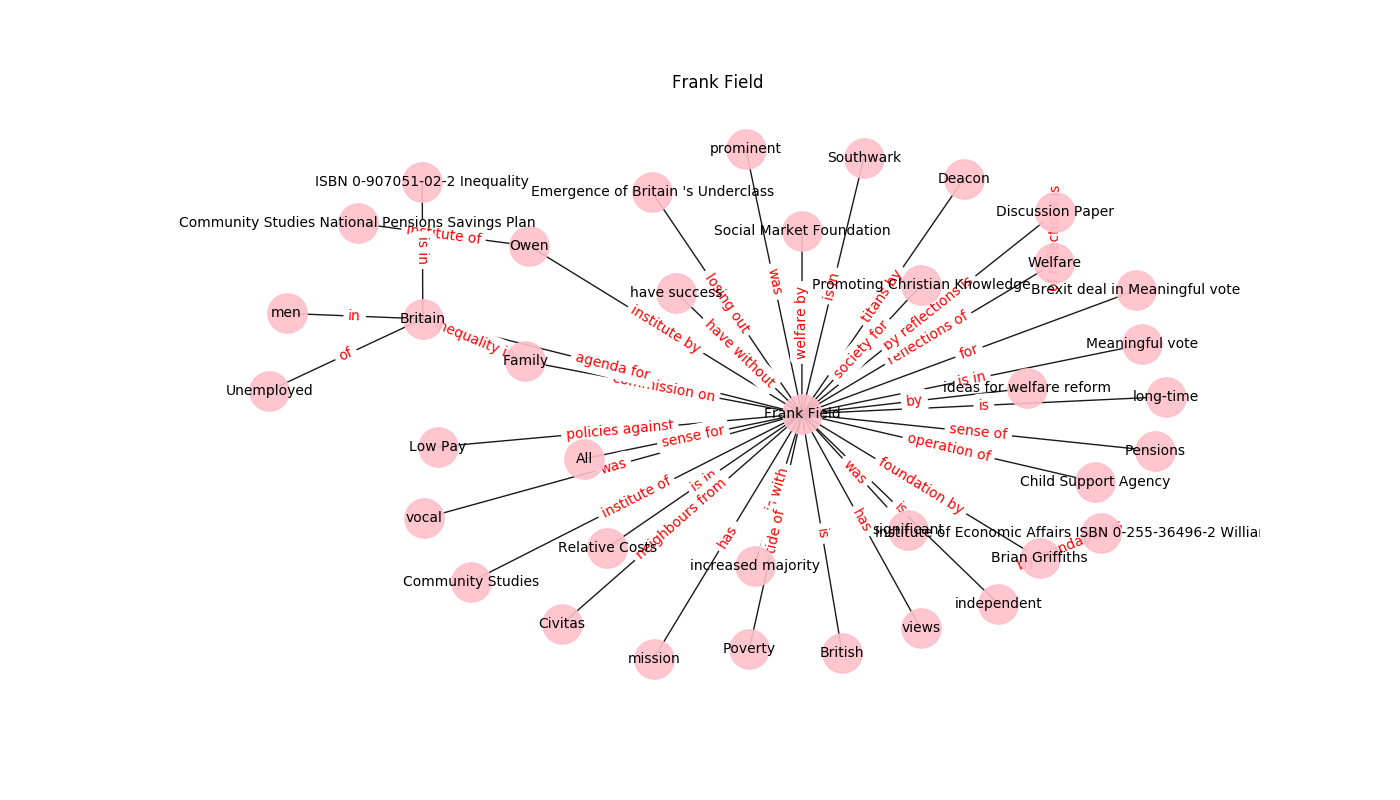 Frank Field
prominent
Southwark
Deacon
ISBN 0-907051-02-2 Inequality
Emergence of Britain 's Underclass
Discussion Paper
Community Studies National Pensions Savings Plan
Social Market Foundation
institute of
Owen
is in
Welfare
was
is in
Promoting Christian Knowledge
Brexit deal in Meaningful vote
have success
titans by
losing out
by reflections of
men
in
Britain
institute by
welfare by
society for
reflections of
Meaningful vote
have without
for
of
Family
agenda for
is in
Unemployed
commission on
by
ideas for welfare reform
is
long-time
Frank Field
Low Pay
policies against
sense for
sense of
operation of
Pensions
All
was
was
foundation by
Child Support Agency
vocal
institute of
is in
neighbours from
is
has
is
has
significant
Institute of Economic Affairs ISBN 0-255-36496-2
Relative Costs
increased majority
Brian Griffiths
Community Studies
independent
Civitas
views
mission
Poverty
British